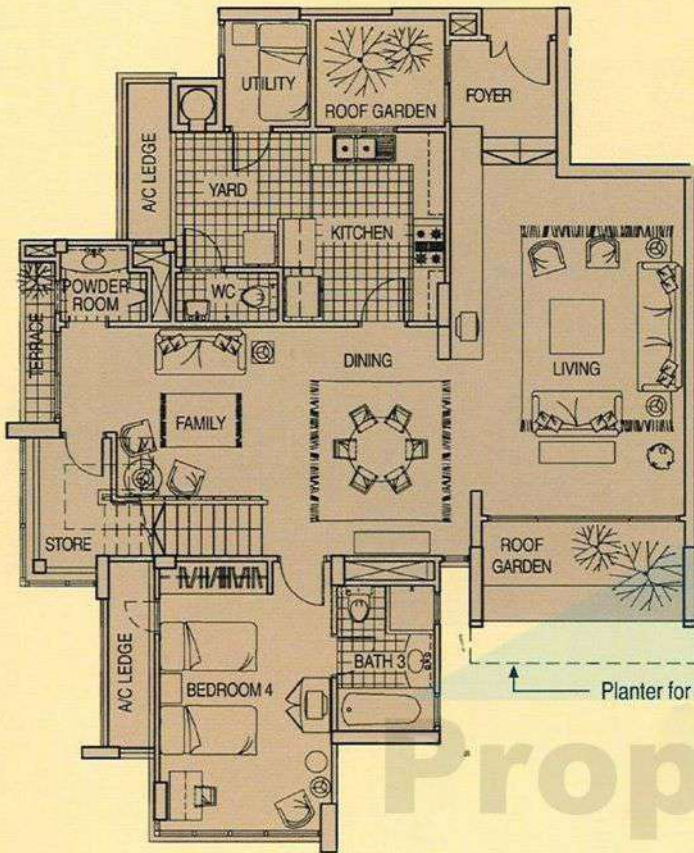 UTILITY
ROOF GARDEN
FOYER
A/C LEDGE
YARD
KITCHEN
POWDER
ROOM
WC
TERRACE
DINING
LIVING
FAMILY
STORE
ROOF
GARDEN
A/C LEDGE
BEDROOM 4
BATH 3
Planter for
Prop